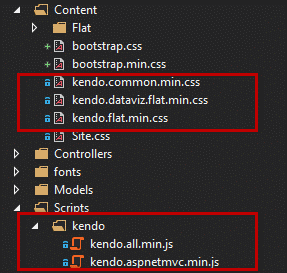 Content
Flat
bootstrap.css
bootstrap.min.css
kendo.common.min.css
kendo.dataviz.flat.min.css
kendo.flat.min.css
Site.css
Controllers
fonts
Models
Scripts
kendo
kendo.all.min.js
kendo.aspnetmvc.min.js